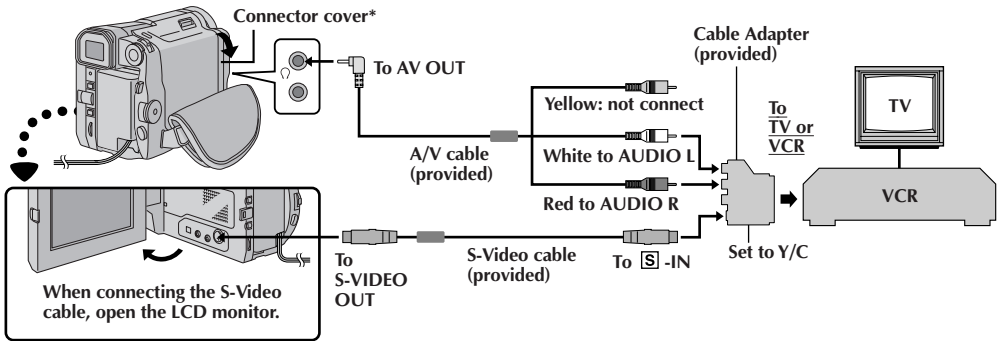 Connector cover*
To AV OUT
A/V cable
(provided)
Yellow: not connect
White to AUDIO L
Red to AUDIO R
Cable Adapter
(provided)
To
TV or
VCR
TV
VCR
Set to Y/C
When connecting the S-Video
cable, open the LCD monitor.
To
S-VIDEO
OUT
S-Video cable
(provided)
To S -IN